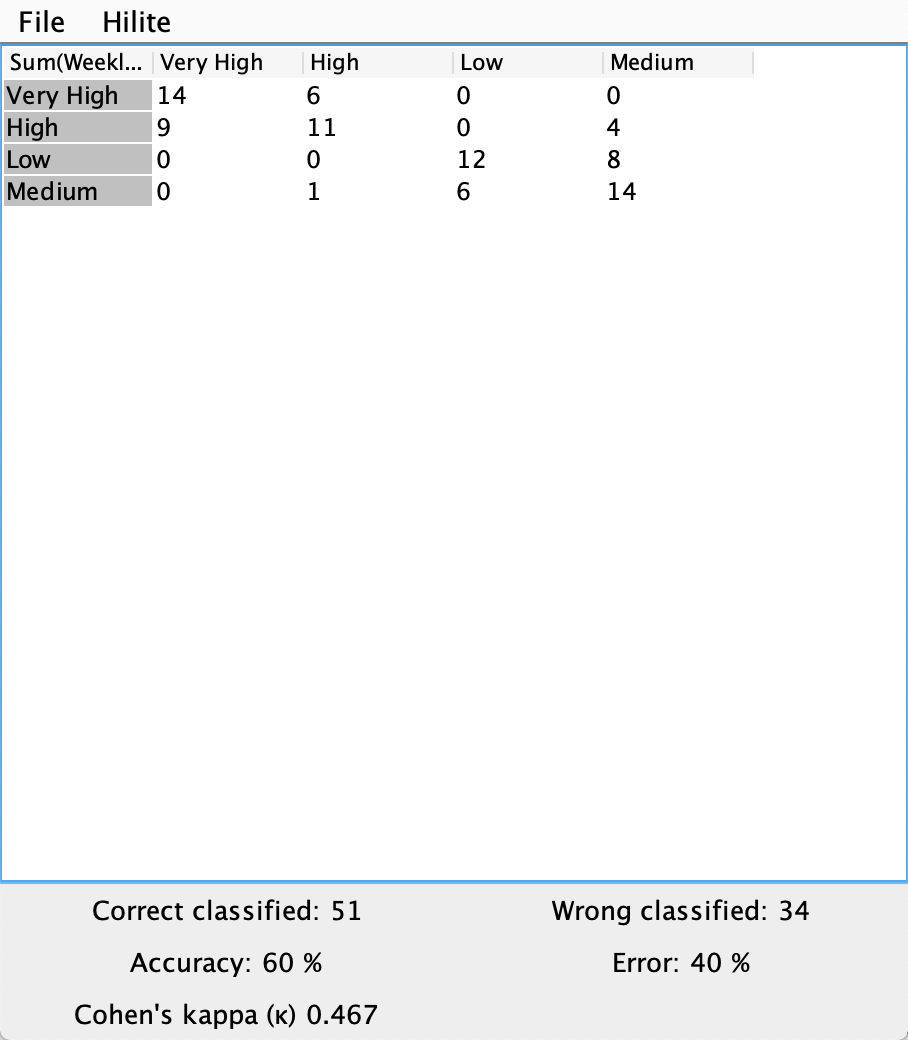 File Hilite
Sum(Weekl... Very High High Low Medium
Very High 14 6 0 0
High 9 11 0 4
Low 0 0 12 8
Medium 0 1 6 14
Correct classified: 51 Wrong classified: 34
Accuracy: 60 % Error: 40 %
Cohen's kappa (κ) 0.467